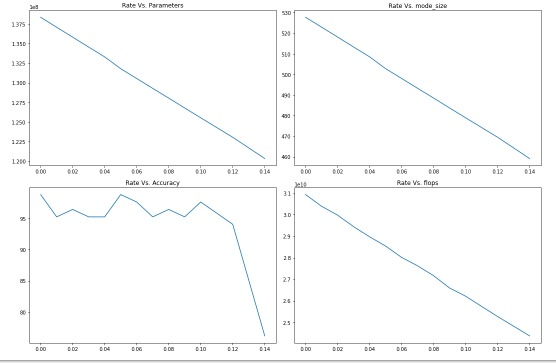 Rate Vs. Parameters
1e8
1.375
1.350
1.325
1.300
1.275
1.250
1.225
1.200
0.00 0.02 0.04 0.06 0.08 0.10 0.12 0.14
Rate Vs. mode_size
530
520
510
500
490
480
470
460
0.00 0.02 0.04 0.06 0.08 0.10 0.12 0.14
Rate Vs. Accuracy
95
90
85
80
0.00 0.02 0.04 0.06 0.08 0.10 0.12 0.14
Rate Vs. flops
1e10
3.1
3.0
2.9
2.8
2.7
2.6
2.5
0.00 0.02 0.04 0.06 0.08 0.10 0.12 0.14